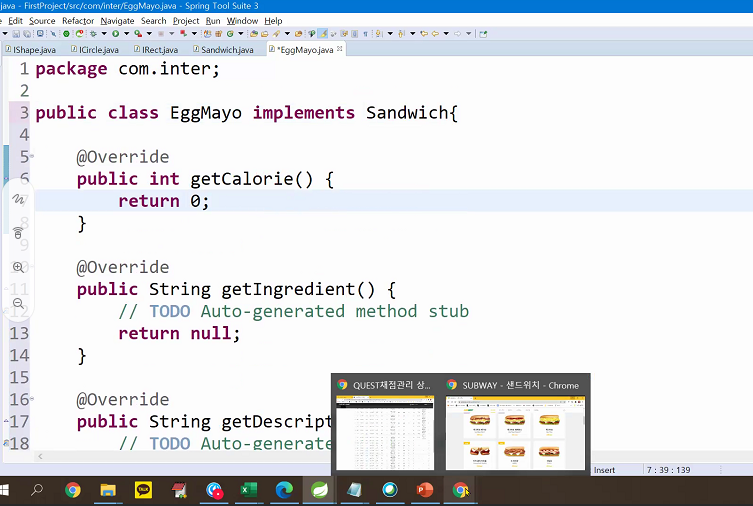 java - FirstProject/src/com/inter/EggMayo.java - Spring Tool Suite 3
Edit Source Refactor Navigate Search Project Run Window Help
IShape.java ICircle.java IRect.java Sandwich.java *EggMayo.java
1 package com.inter;
2
3 public class EggMayo implements Sandwich{
4
5 @Override
public int getCalorie() {
return 0;
8 }
9
10 @Override
11 public String getIngredient() {
12 // TODO Auto-generated method stub
13 return null;
14 }
15
16 @Override
17 public String getDescript
18 // TODO Auto-generate
QUEST채점관리 상... SUBWAY - 샌드위치 - Chrome
Insert 7 : 39 : 139